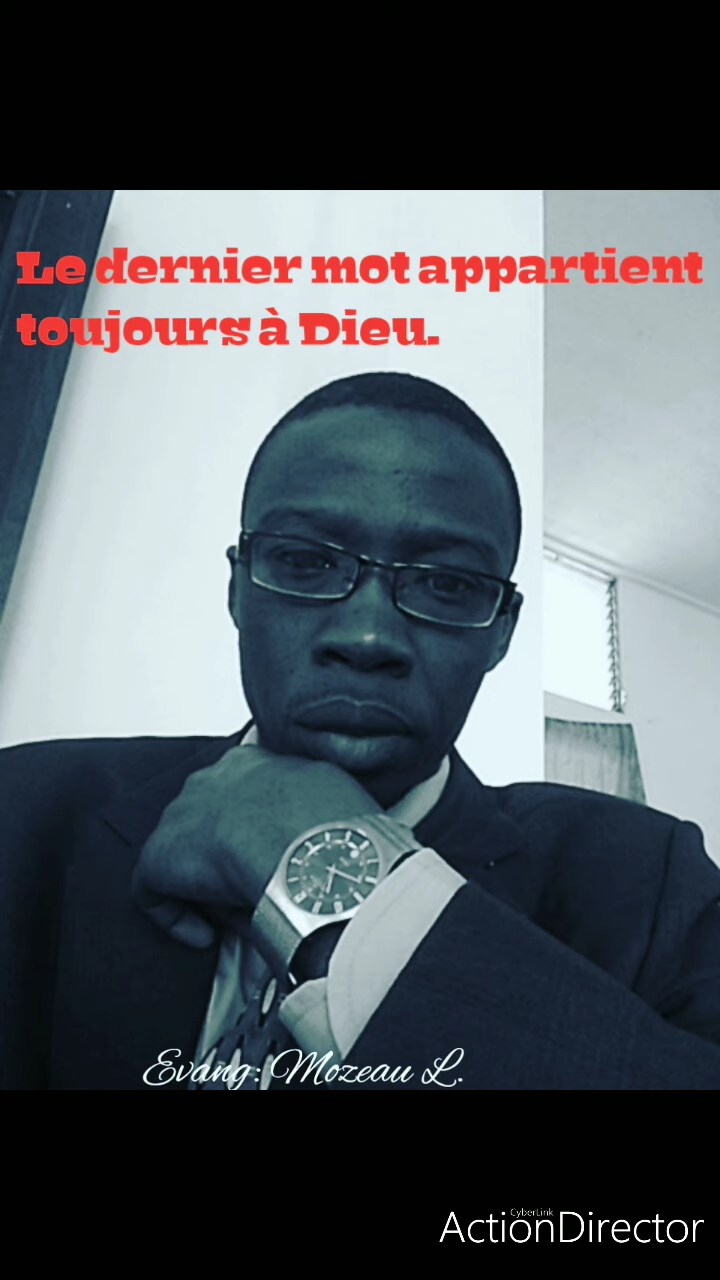 Le dernier mot appartient
toujours à Dieu.
Evang: Mozeau L.
CyberLink
ActionDirector